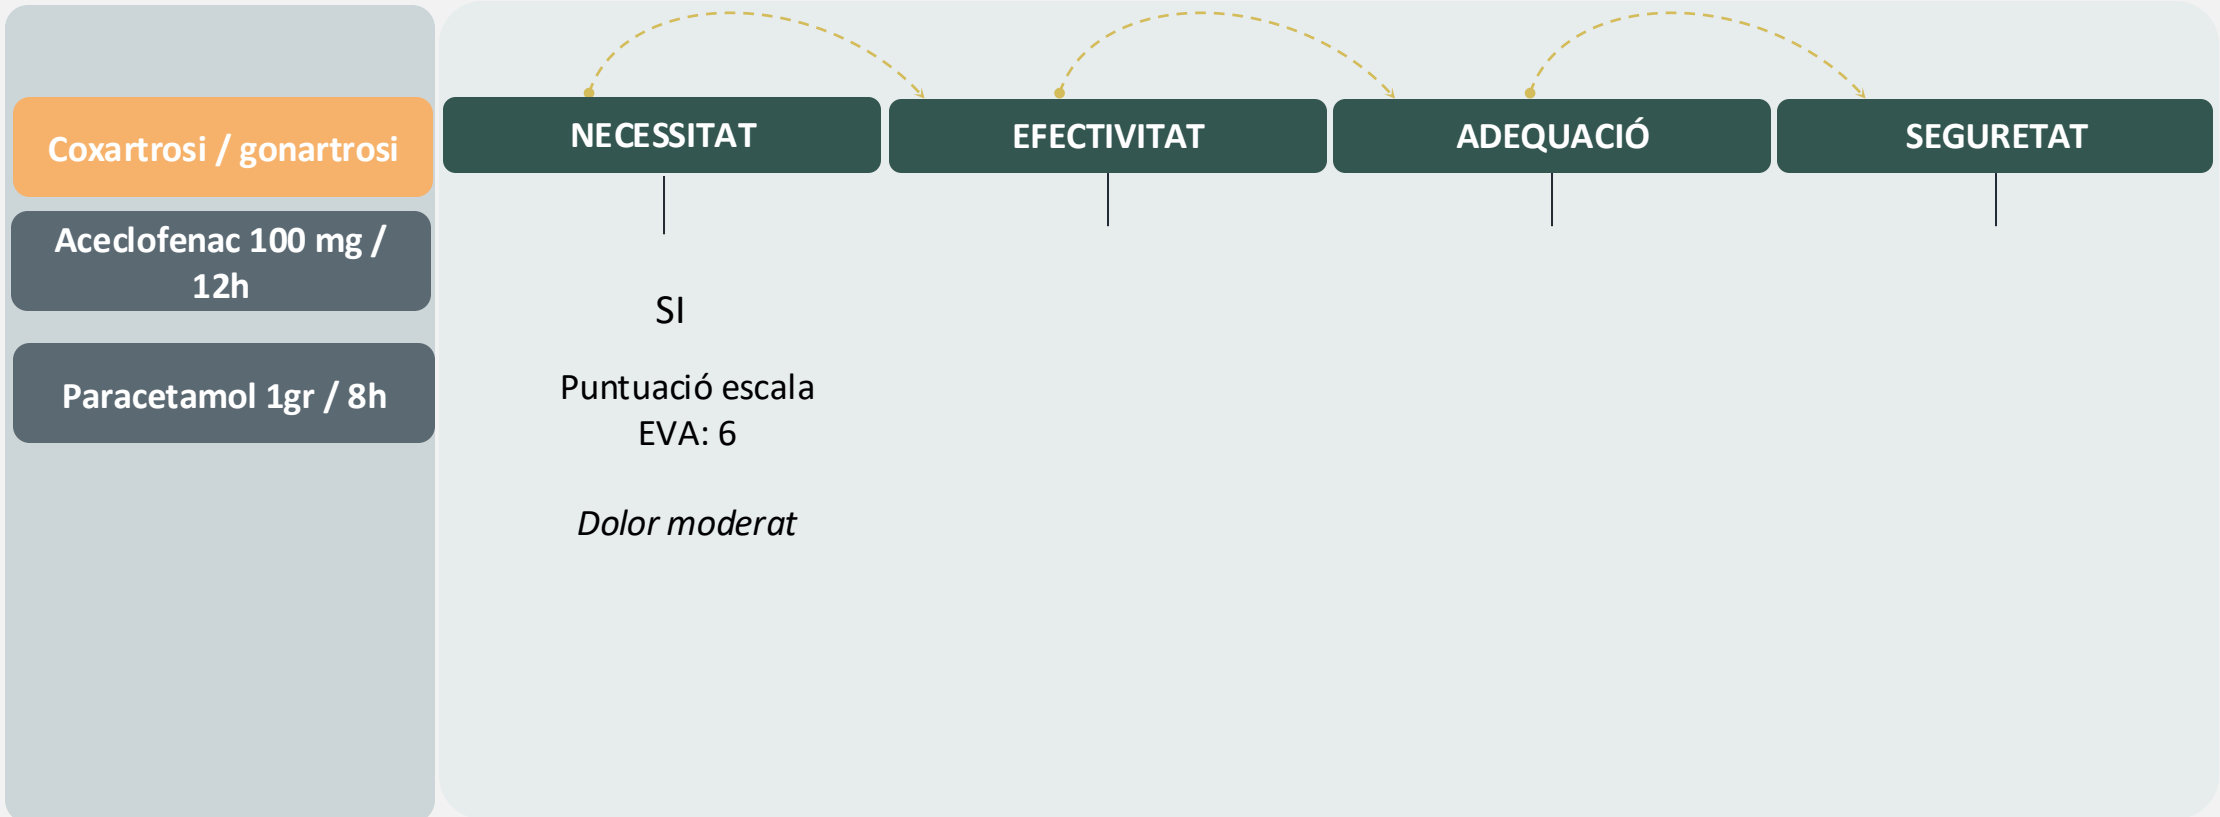 Coxartrosi / gonartrosi
Aceclofenac 100 mg /
12h
Paracetamol 1gr / 8h
NECESSITAT
EFECTIVITAT
ADEQUACIÓ
SEGURETAT
SI
Puntuació escala
EVA: 6
Dolor moderat